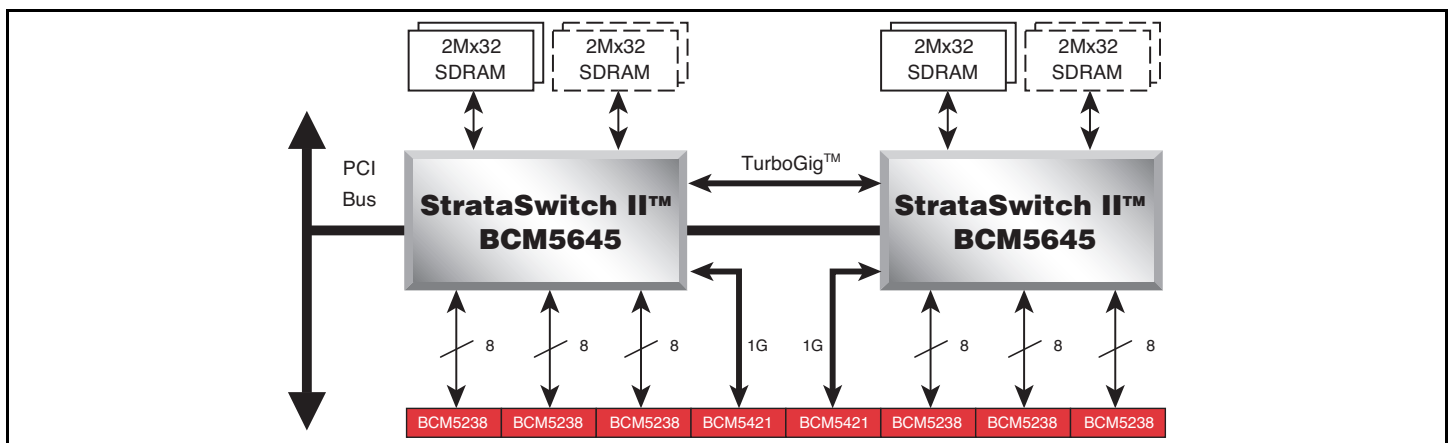 2Mx32
SDRAM
2Mx32
SDRAM
2Mx32
SDRAM
2Mx32
SDRAM
PCI
Bus
TurboGig™
StrataSwitch II™
BCM5645
StrataSwitch II™
BCM5645
8
8
8
1G
1G
8
8
8
BCM5238
BCM5238
BCM5238
BCM5421
BCM5421
BCM5238
BCM5238
BCM5238